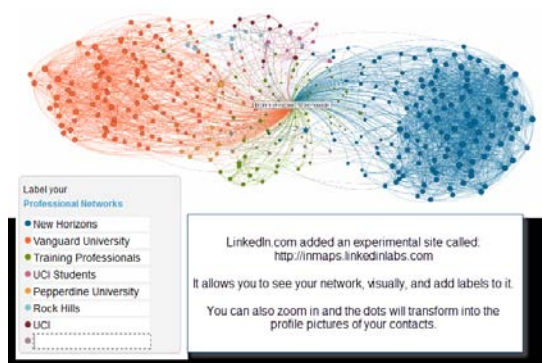 Label your
Professional Networks
New Horizons
Vanguard University
Training Professionals
UCI Students
Pepperdine University
Rock Hills
UCI
LinkedIn.com added an experimental site called:
http://inmaps.linkedinlabs.com
It allows you to see your network, visually, and add labels to it.
You can also zoom in and the dots will transform into the
profile pictures of your contacts.